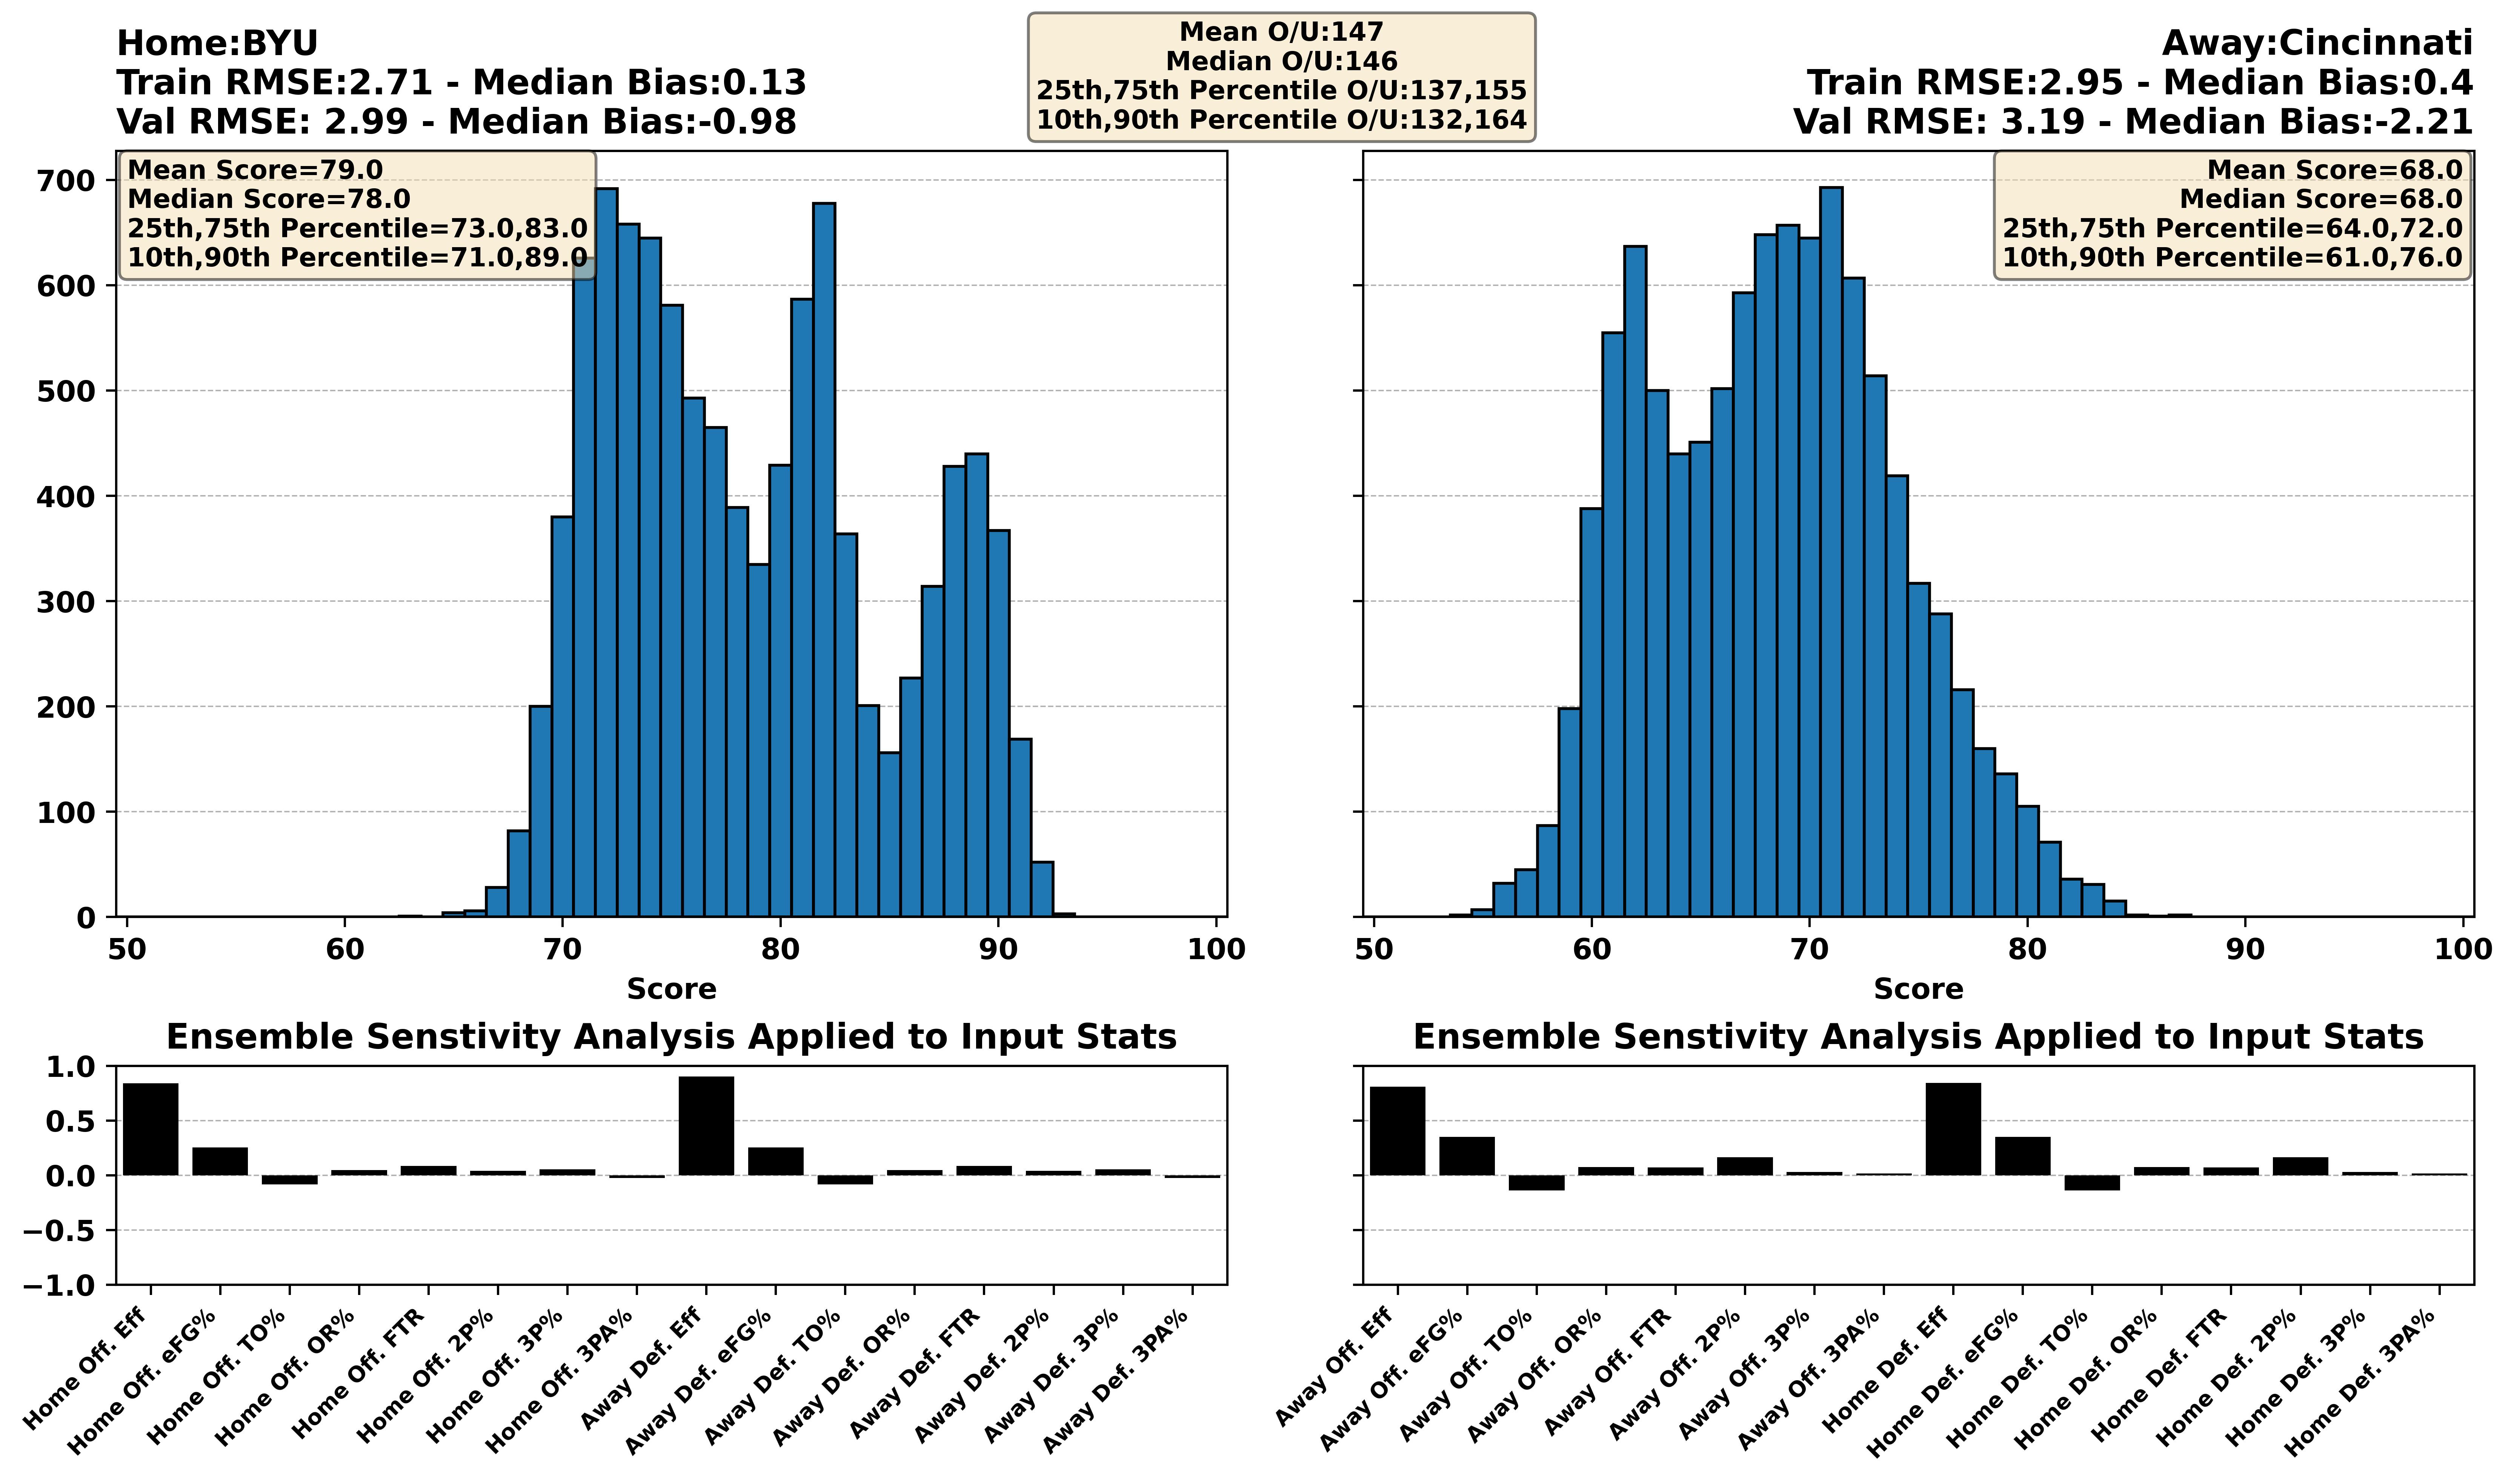 Home:BYU
Train RMSE:2.71 - Median Bias:0.13
Val RMSE: 2.99 - Median Bias:-0.98
Mean O/U:147
Median O/U:146
25th,75th Percentile O/U:137,155
10th,90th Percentile O/U:132,164
Away:Cincinnati
Train RMSE:2.95 - Median Bias:0.4
Val RMSE: 3.19 - Median Bias:-2.21
Mean Score=79.0
Median Score=78.0
25th,75th Percentile=73.0,83.0
10th,90th Percentile=71.0,89.0
700
600
500
400
300
200
100
0
50 60 70 80 90 100
Score
Mean Score=68.0
Median Score=68.0
25th,75th Percentile=64.0,72.0
10th,90th Percentile=61.0,76.0
50 60 70 80 90 100
Score
Ensemble Senstivity Analysis Applied to Input Stats
1.0
0.5
0.0
−0.5
−1.0
Home Off. Eff
Home Off. eFG%
Home Off. TO%
Home Off. OR%
Home Off. FTR
Home Off. 2P%
Home Off. 3P%
Home Off. 3PA%
Away Def. Eff
Away Def. eFG%
Away Def. TO%
Away Def. OR%
Away Def. FTR
Away Def. 2P%
Away Def. 3P%
Away Def. 3PA%
Ensemble Senstivity Analysis Applied to Input Stats
Away Off. Eff
Away Off. eFG%
Away Off. TO%
Away Off. OR%
Away Off. FTR
Away Off. 2P%
Away Off. 3P%
Away Off. 3PA%
Home Def. Eff
Home Def. eFG%
Home Def. TO%
Home Def. OR%
Home Def. FTR
Home Def. 2P%
Home Def. 3P%
Home Def. 3PA%